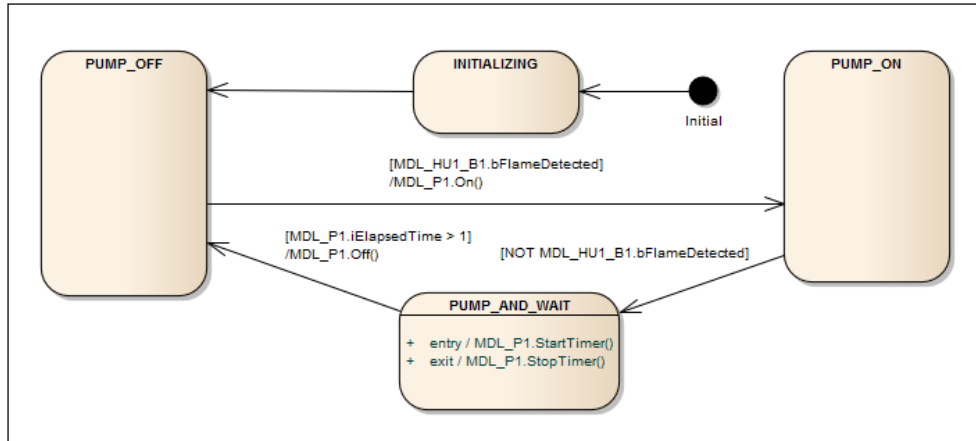 PUMP_OFF
INITIALIZING
PUMP_ON
Initial
[MDL_HU1_B1.bFlameDetected]
/MDL_P1.On()
[MDL_P1.iElapsedTime > 1]
/MDL_P1.Off()
[NOT MDL_HU1_B1.bFlameDetected]
PUMP_AND_WAIT
+ entry / MDL_P1.StartTimer()
+ exit / MDL_P1.StopTimer()